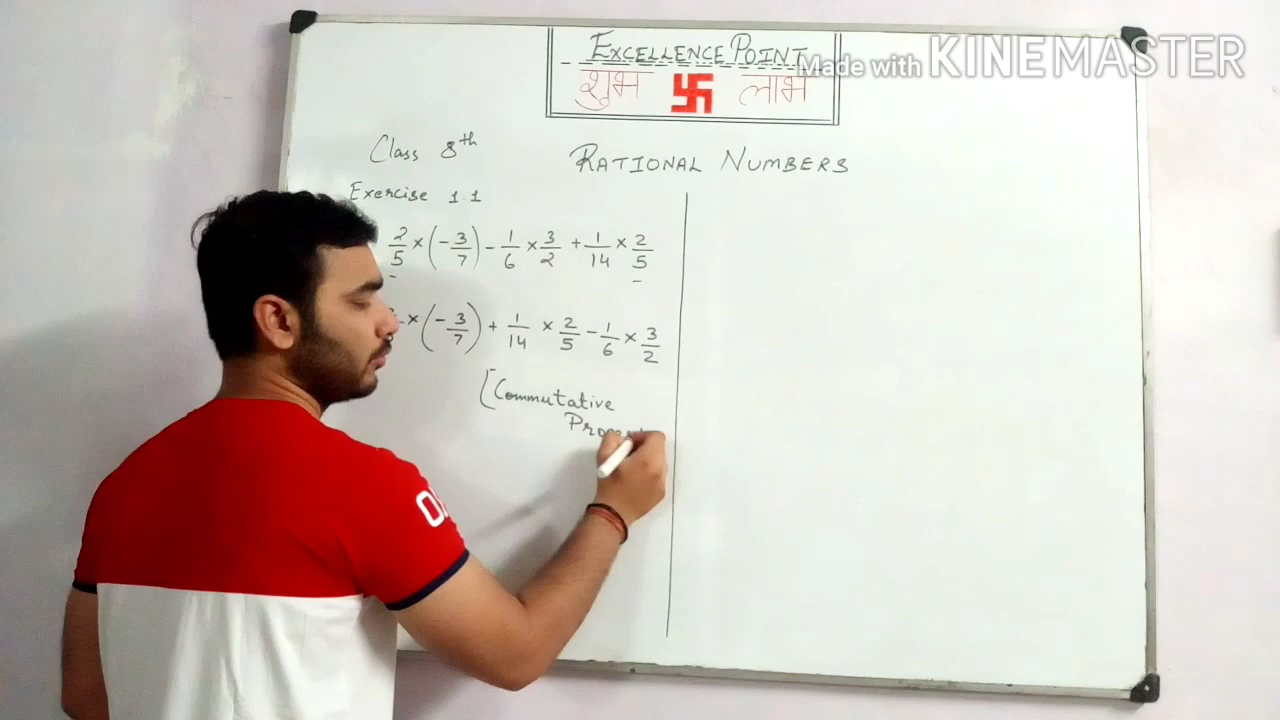 EXCELLENCE POINT
Made with KINEMASTER
शुभ 卐 लाभ
Class 8th
RATIONAL NUMBERS
Exercise 1.1
2/5 × (-3/7) - 1/6 × 3/2 + 1/14 × 2/5
× (-3/7) + 1/14 × 2/5 - 1/6 × 3/2
[Commutative